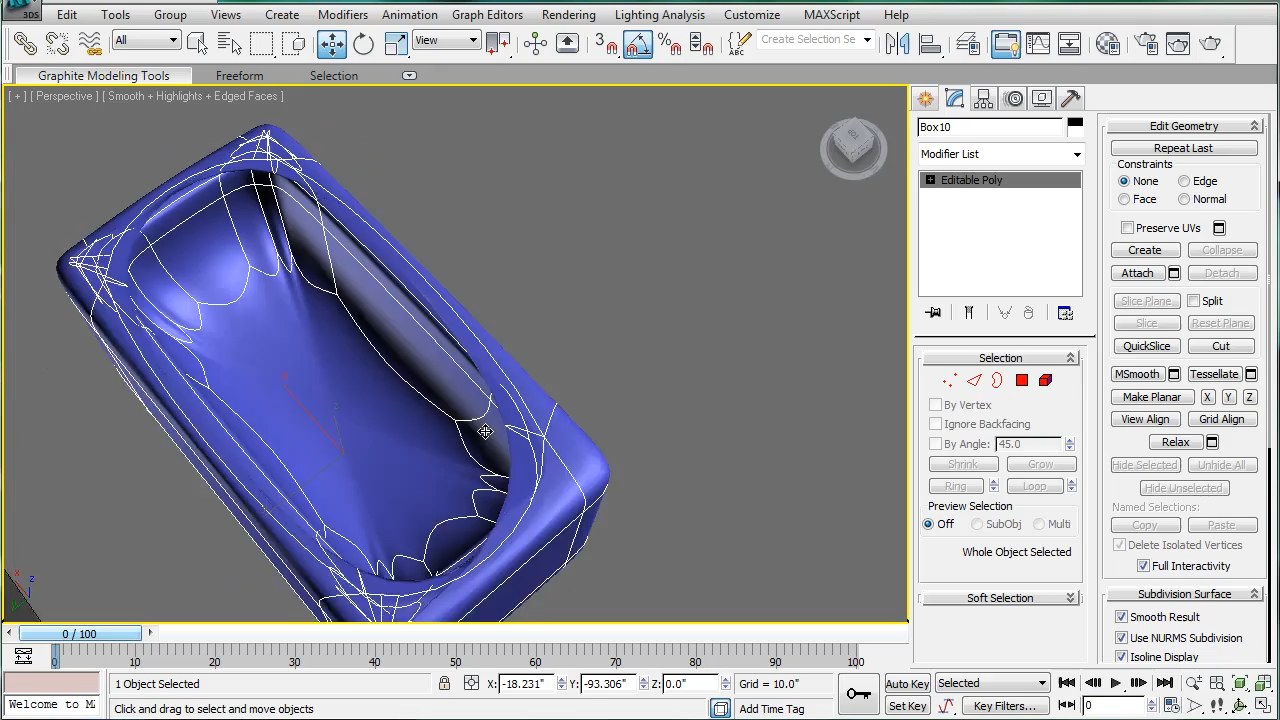 3DS Edit Tools Group Views Create Modifiers Animation Graph Editors Rendering Lighting Analysis Customize MAXScript Help
All View 3 ABC Create Selection Se
Graphite Modeling Tools Freeform Selection
[ + ] [ Perspective ] [ Smooth + Highlights + Edged Faces ]
Box10
Modifier List
Editable Poly
Selection
By Vertex
Ignore Backfacing
By Angle: 45.0
Shrink Grow
Ring Loop
Preview Selection
Off SubObj Multi
Whole Object Selected
Soft Selection
Edit Geometry
Repeat Last
Constraints
None Edge
Face Normal
Preserve UVs
Create Collapse
Attach Detach
Slice Plane Split
Slice Reset Plane
QuickSlice Cut
MSmooth Tessellate
Make Planar X Y Z
View Align Grid Align
Relax
Hide Selected Unhide All
Hide Unselected
Named Selections:
Copy Paste
Delete Isolated Vertices
Full Interactivity
Subdivision Surface
Smooth Result
Use NURMS Subdivision
Isoline Display
x
z
0 / 100
0 10 20 30 40 50 60 70 80 90 100
1 Object Selected X: -18.231" Y: -93.306" Z: 0.0" Grid = 10.0" Auto Key Selected
Welcome to Click and drag to select and move objects Add Time Tag Set Key Key Filters... 0